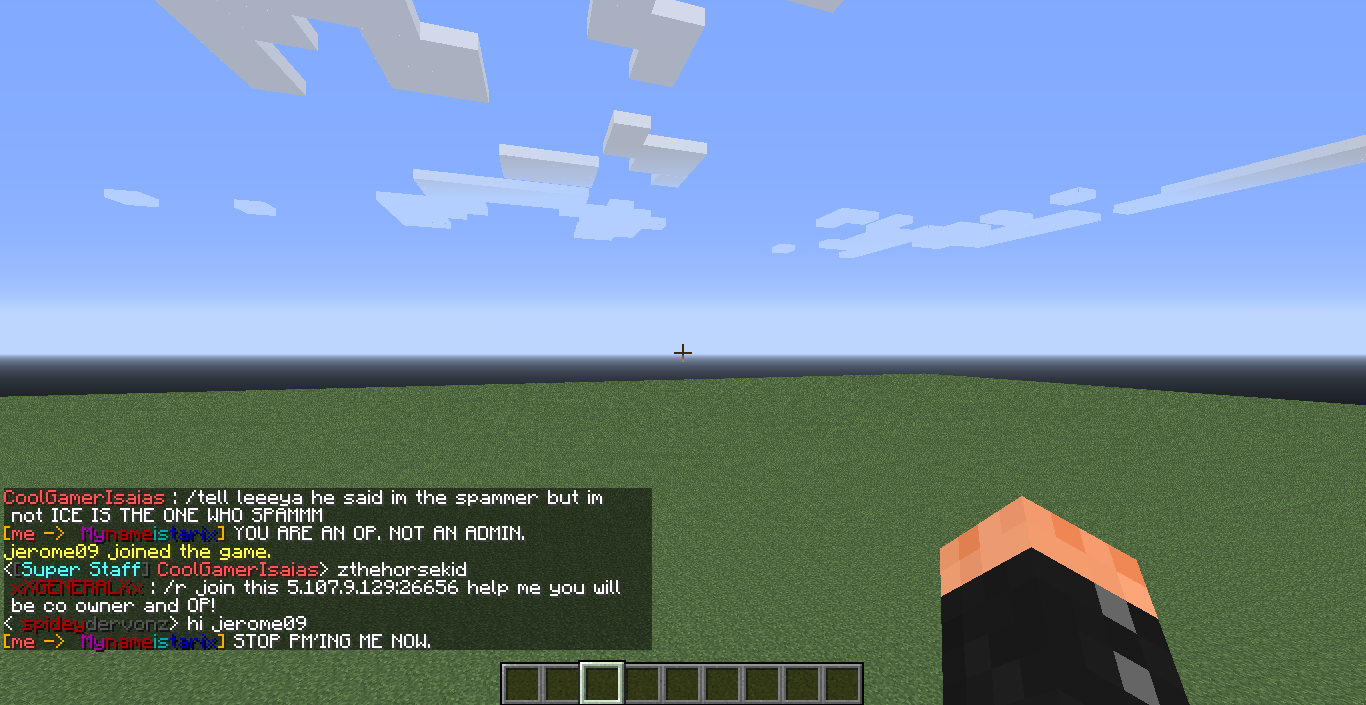 CoolGamerIsaias : /tell leeeya he said im the spammer but im
not ICE IS THE ONE WHO SPAMMM
[me -> Mynameistarix] YOU ARE AN OP. NOT AN ADMIN.
jerome09 joined the game.
<[Super Staff] CoolGamerIsaias> zthehorsekid
xXGENERALXx : /r join this 5.107.9.129:26656 help me you will
be co owner and OP!
< spideydervonz> hi jerome09
[me -> Mynameistarix] STOP PM'ING ME NOW.